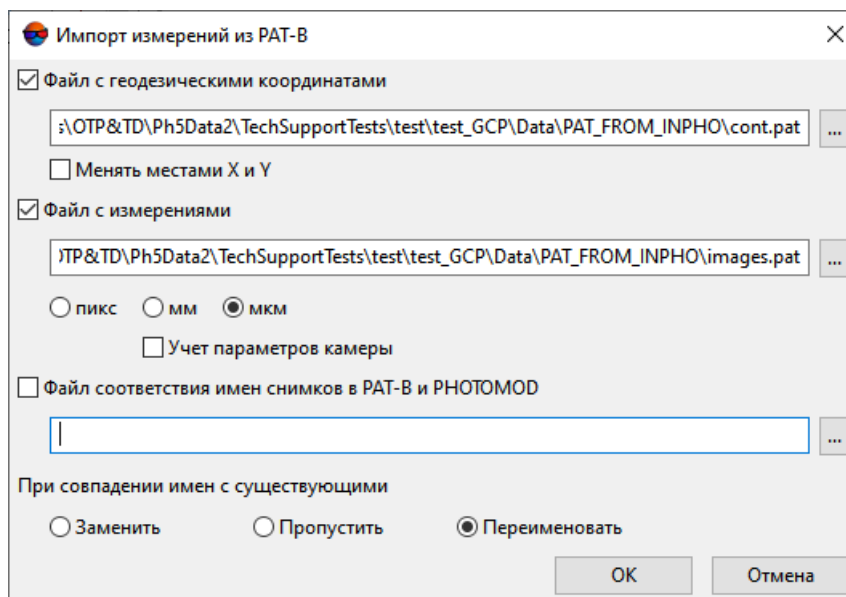 Импорт измерений из PAT-B
Файл с геодезическими координатами
s\OTP&TD\Ph5Data2\TechSupportTests\test\test_GCP\Data\PAT_FROM_INPHO\cont.pat ...
Менять местами X и Y
Файл с измерениями
OTP&TD\Ph5Data2\TechSupportTests\test\test_GCP\Data\PAT_FROM_INPHO\images.pat ...
пикс мм мкм
Учет параметров камеры
Файл соответствия имен снимков в PAT-B и PHOTOMOD
...
При совпадении имен с существующими
Заменить Пропустить Переименовать
OK Отмена